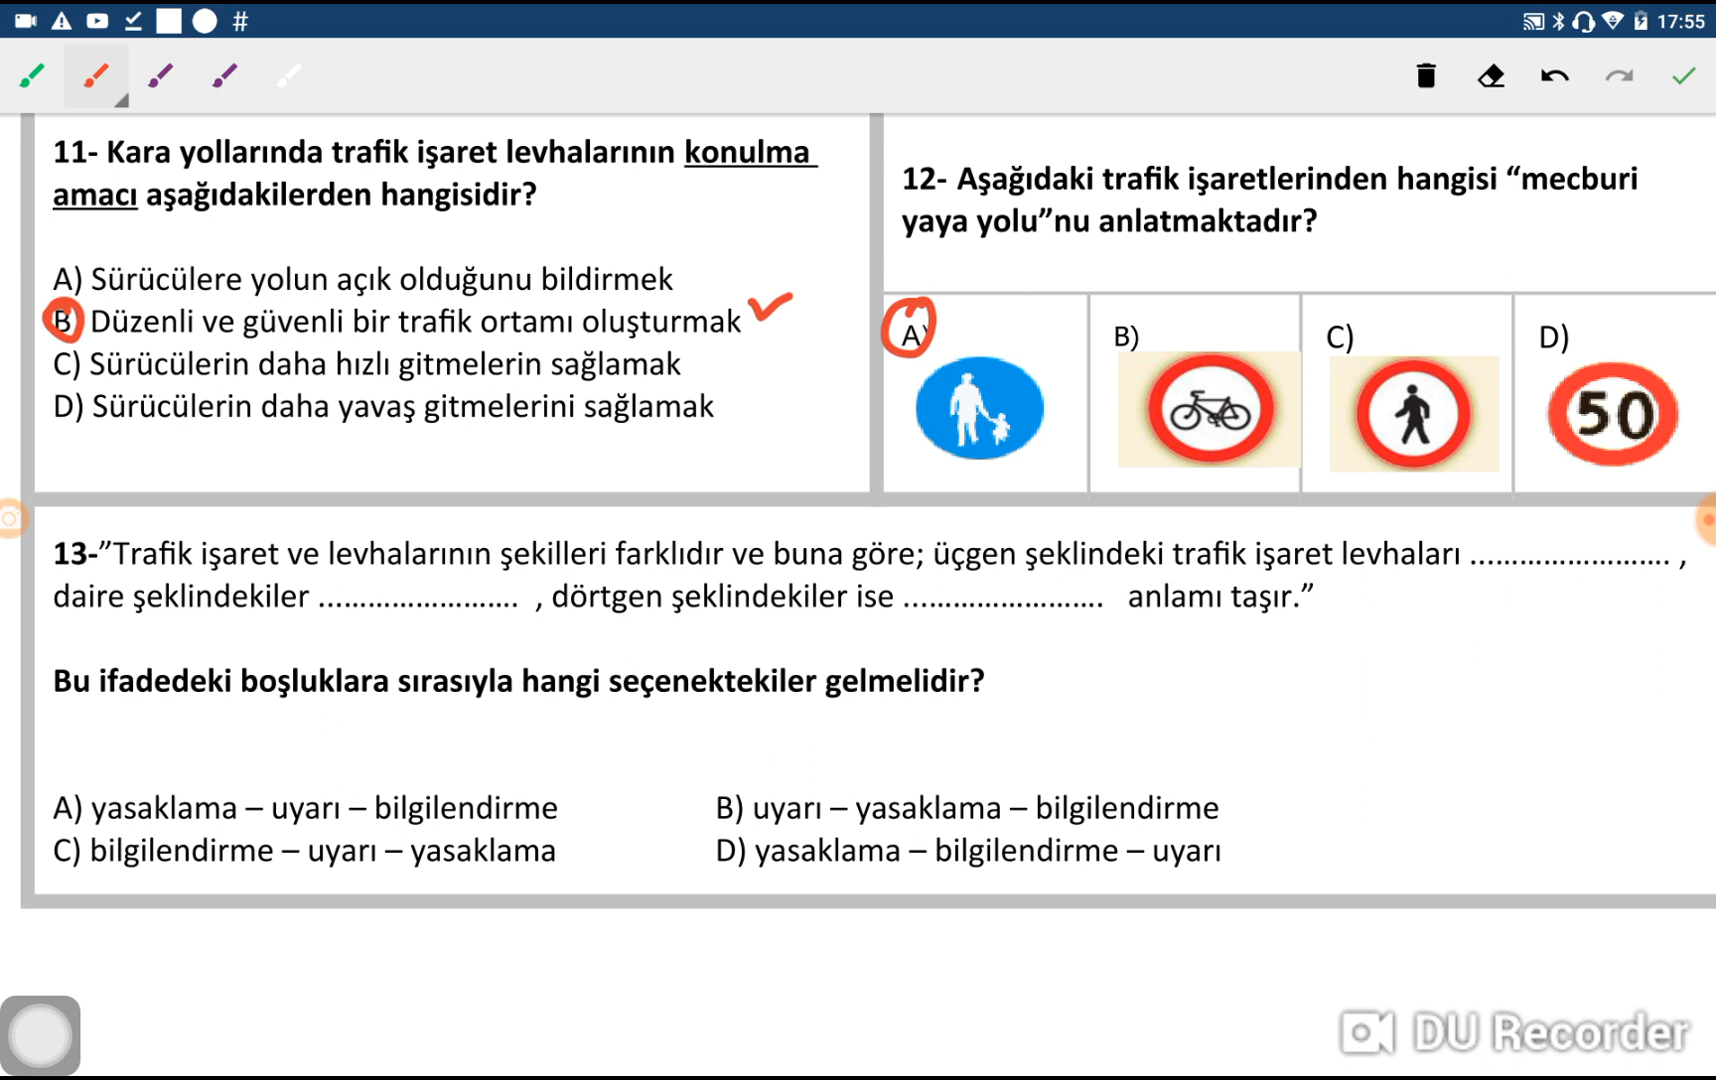 17:55
11- Kara yollarında trafik işaret levhalarının konulma
amacı aşağıdakilerden hangisidir?
A) Sürücülere yolun açık olduğunu bildirmek
B) Düzenli ve güvenli bir trafik ortamı oluşturmak
C) Sürücülerin daha hızlı gitmelerin sağlamak
D) Sürücülerin daha yavaş gitmelerini sağlamak
12- Aşağıdaki trafik işaretlerinden hangisi “mecburi
yaya yolu”nu anlatmaktadır?
A)
B)
C)
D)
50
13-”Trafik işaret ve levhalarının şekilleri farklıdır ve buna göre; üçgen şeklindeki trafik işaret levhaları ........................ ,
daire şeklindekiler ........................ , dörtgen şeklindekiler ise ........................ anlamı taşır.”
Bu ifadedeki boşluklara sırasıyla hangi seçenektekiler gelmelidir?
A) yasaklama – uyarı – bilgilendirme
B) uyarı – yasaklama – bilgilendirme
C) bilgilendirme – uyarı – yasaklama
D) yasaklama – bilgilendirme – uyarı
DU Recorder